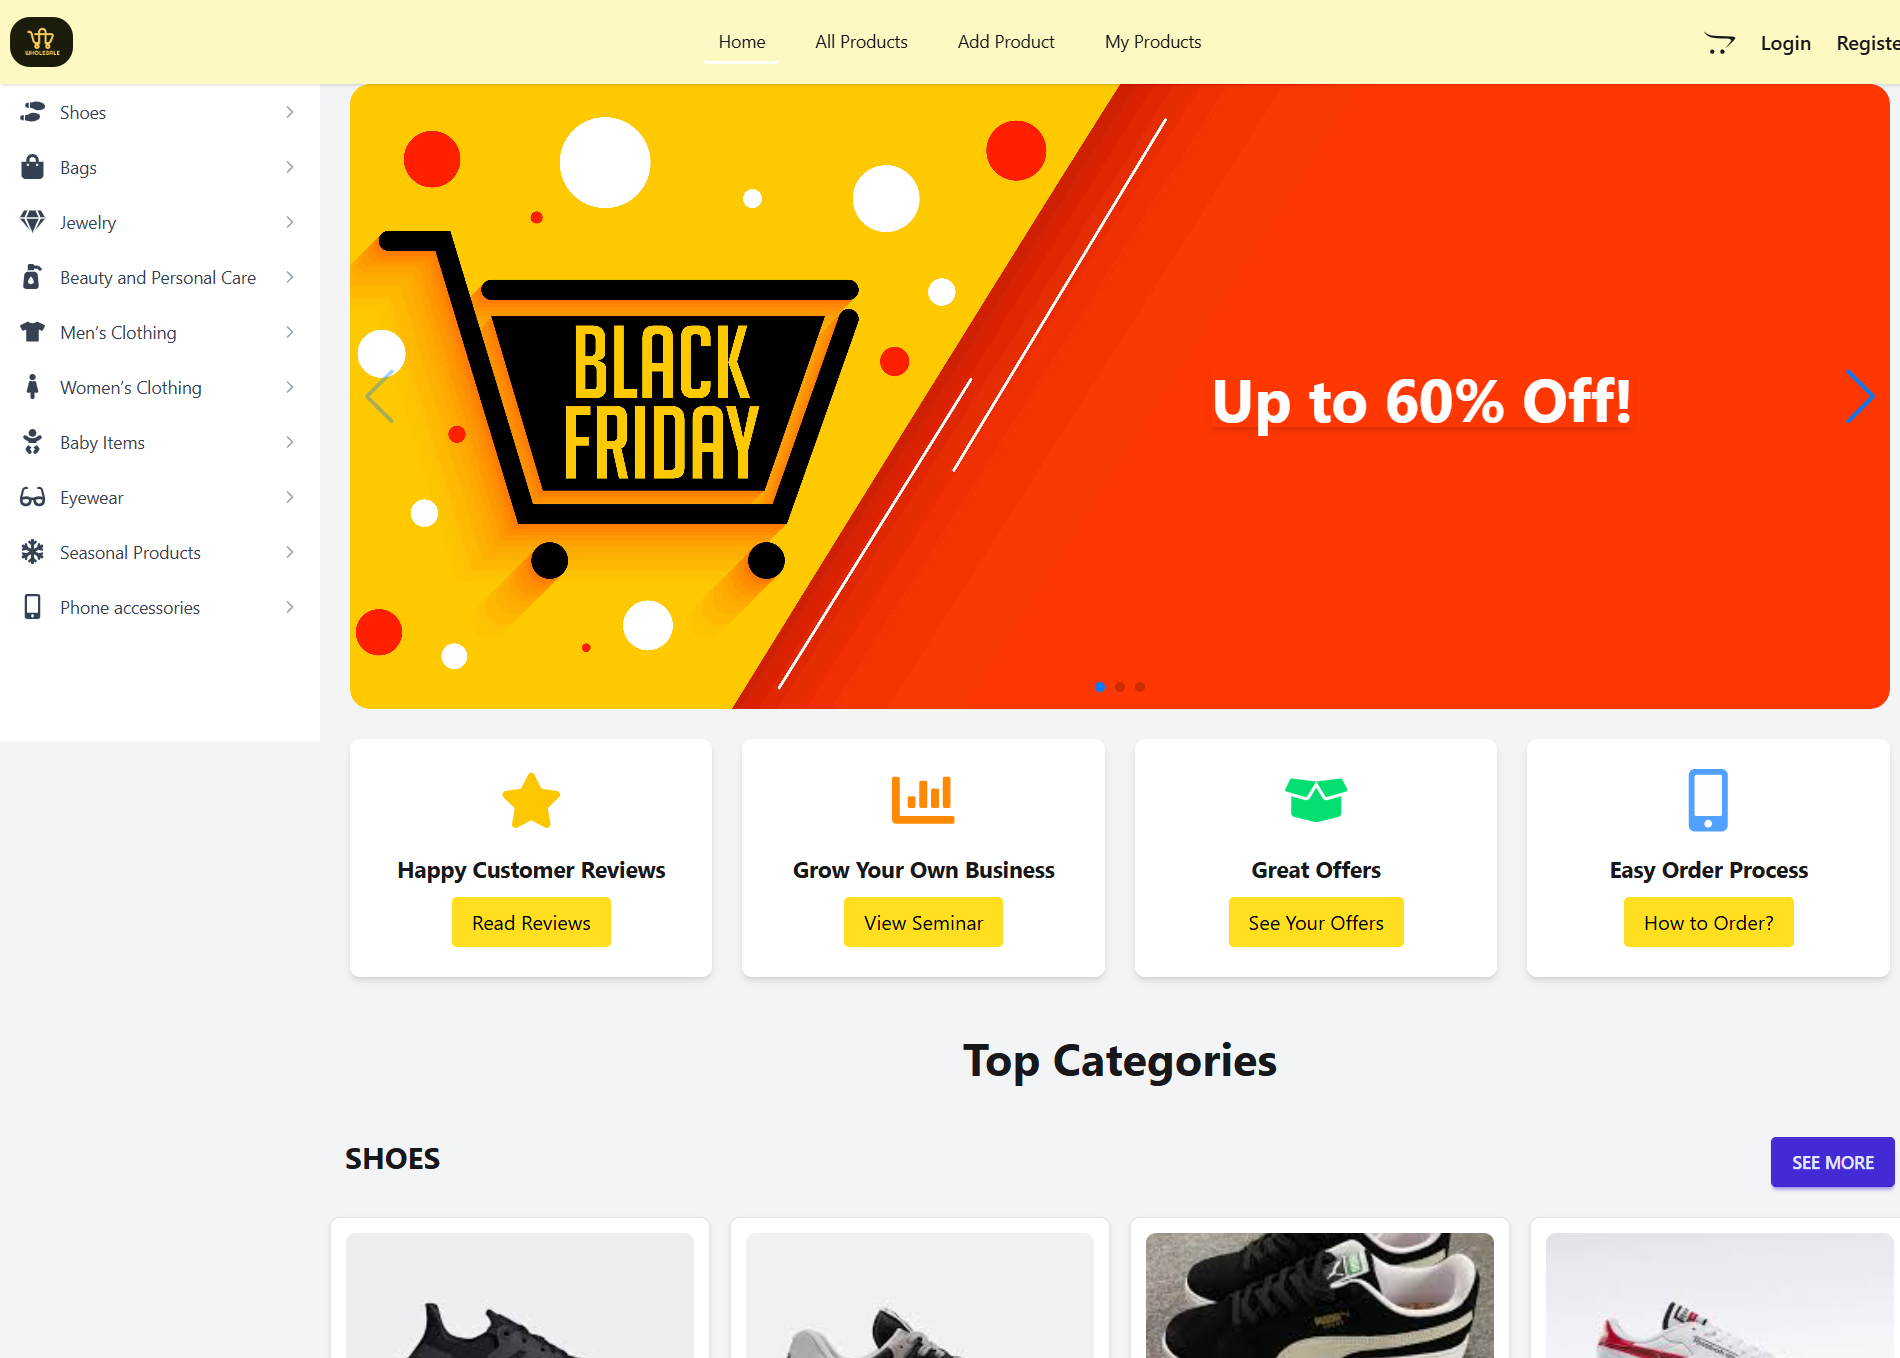 WHOLESALE
Home
All Products
Add Product
My Products
Login
Registe
Shoes
Bags
Jewelry
Beauty and Personal Care
Men’s Clothing
Women’s Clothing
Baby Items
Eyewear
Seasonal Products
Phone accessories
BLACK
FRIDAY
Up to 60% Off!
Happy Customer Reviews
Read Reviews
Grow Your Own Business
View Seminar
Great Offers
See Your Offers
Easy Order Process
How to Order?
Top Categories
SHOES
SEE MORE